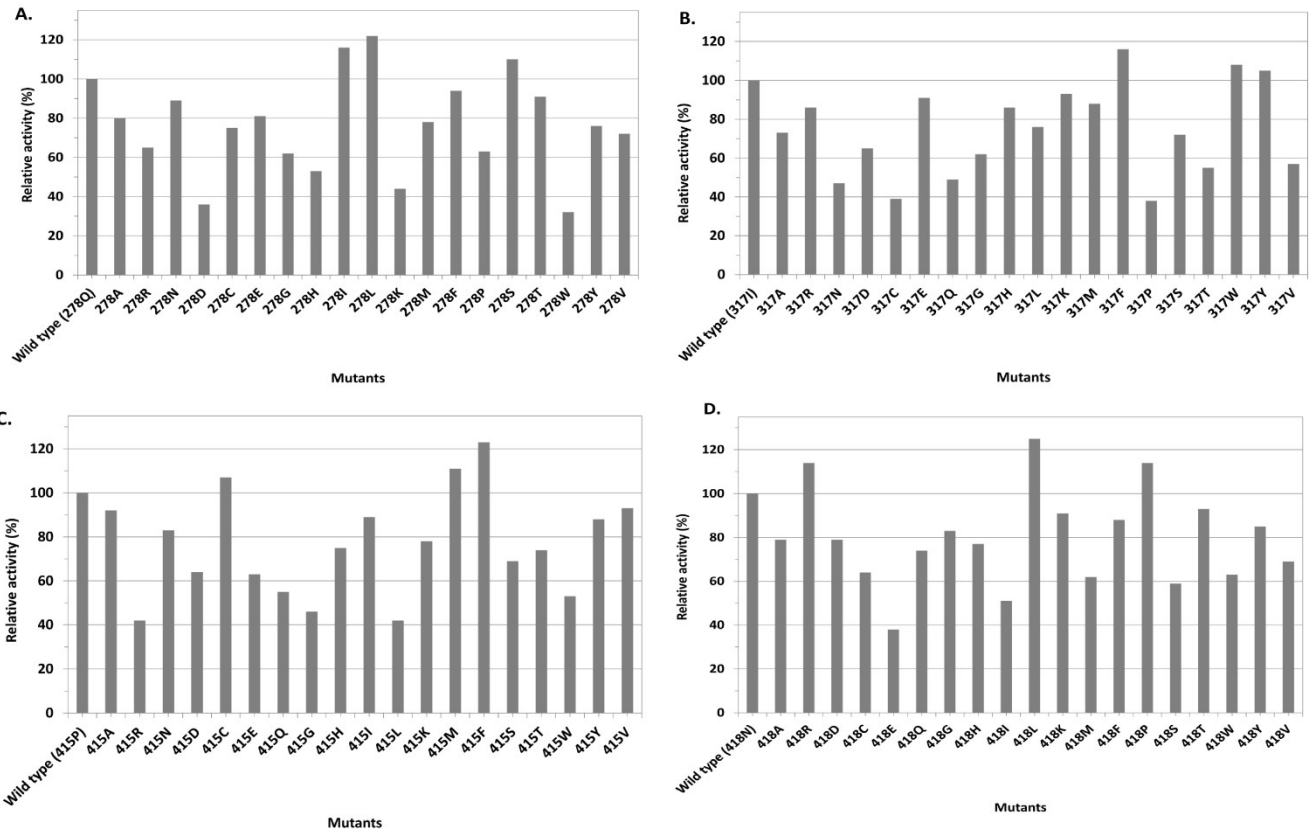 A.
Relative activity (%)
120
100
80
60
40
20
0
Wild type (278Q)
278A
278R
278N
278D
278C
278E
278G
278H
278I
278L
278K
278M
278F
278P
278S
278T
278W
278Y
278V
Mutants
B.
Relative activity (%)
120
100
80
60
40
20
0
Wild type (317I)
317A
317R
317N
317D
317C
317E
317Q
317G
317H
317L
317K
317M
317F
317P
317S
317T
317W
317Y
317V
Mutants
C.
Relative activity (%)
120
100
80
60
40
20
0
Wild type (415P)
415A
415R
415N
415D
415C
415E
415Q
415G
415H
415I
415L
415K
415M
415F
415S
415T
415W
415Y
415V
Mutants
D.
Relative activity (%)
120
100
80
60
40
20
0
Wild type (418N)
418A
418R
418D
418C
418E
418Q
418G
418H
418I
418L
418K
418M
418F
418P
418S
418T
418W
418Y
418V
Mutants